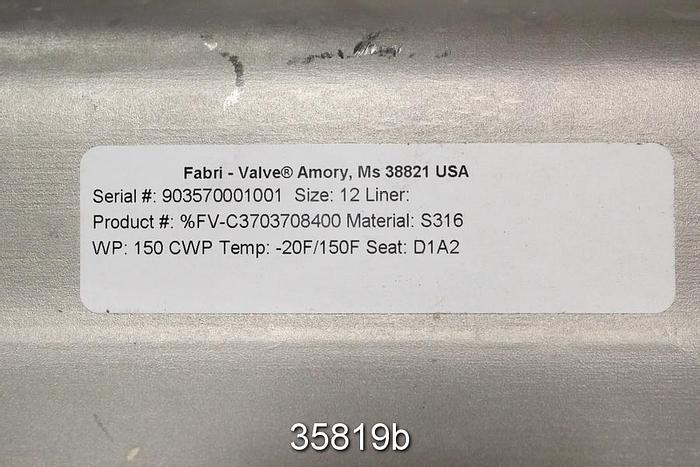 Fabri - Valve® Amory, Ms 38821 USA
Serial #: 903570001001 Size: 12 Liner:
Product #: %FV-C3703708400 Material: S316
WP: 150 CWP Temp: -20F/150F Seat: D1A2
35819b